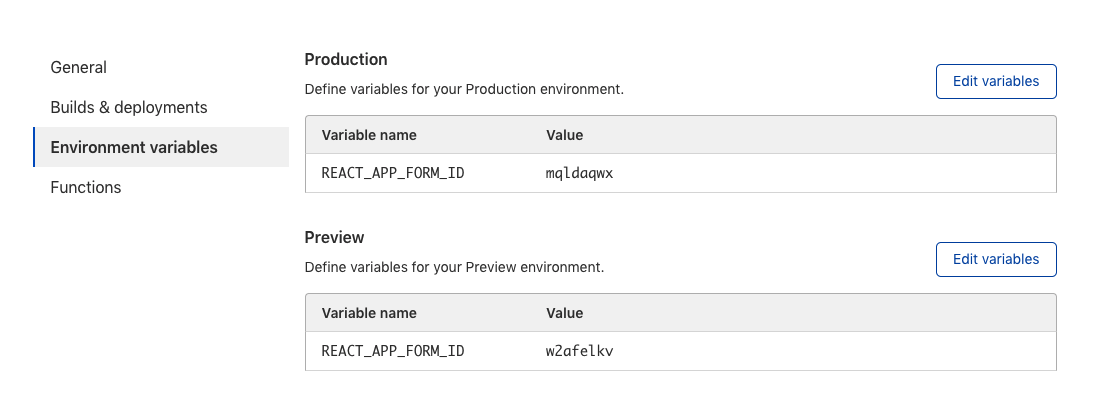 General
Builds & deployments
Environment variables
Functions
Production
Define variables for your Production environment.
Edit variables
Variable name Value
REACT_APP_FORM_ID mqldaqwx
Preview
Define variables for your Preview environment.
Edit variables
Variable name Value
REACT_APP_FORM_ID w2afelkv